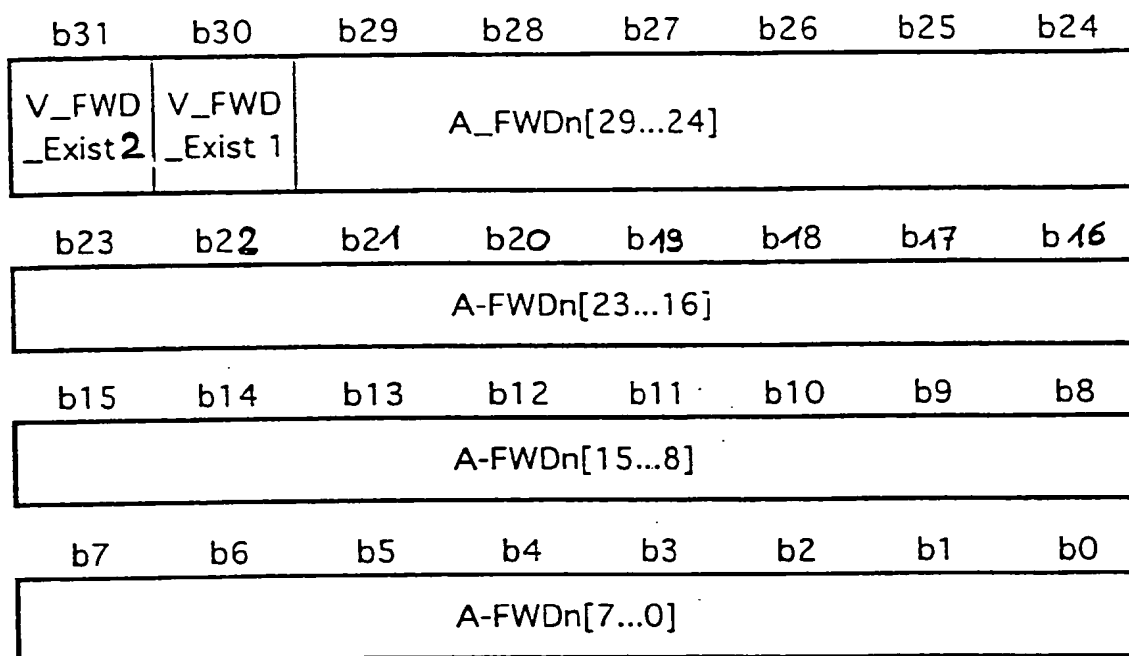 b31 b30 b29 b28 b27 b26 b25 b24
V_FWD V_FWD
_Exist 2 _Exist 1
A_FWDn[29...24]
b23 b22 b21 b20 b19 b18 b17 b16
A-FWDn[23...16]
b15 b14 b13 b12 b11 b10 b9 b8
A-FWDn[15...8]
b7 b6 b5 b4 b3 b2 b1 b0
A-FWDn[7...0]